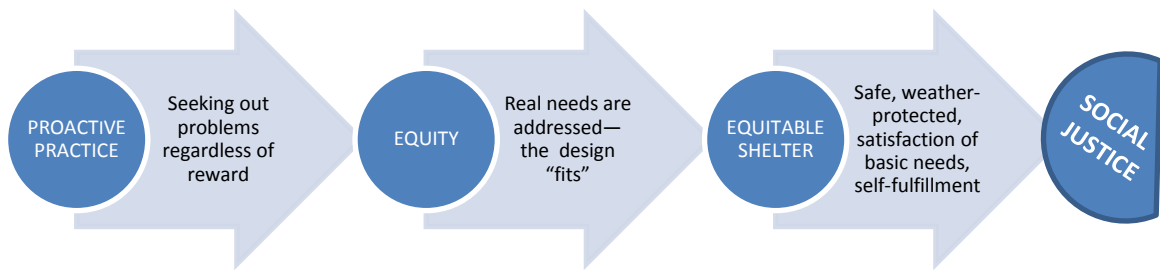 PROACTIVE
PRACTICE
Seeking out
problems
regardless of
reward
EQUITY
Real needs are
addressed—
the design
“fits”
EQUITABLE
SHELTER
Safe, weather-
protected,
satisfaction of
basic needs,
self-fulfillment
SOCIAL
JUSTICE